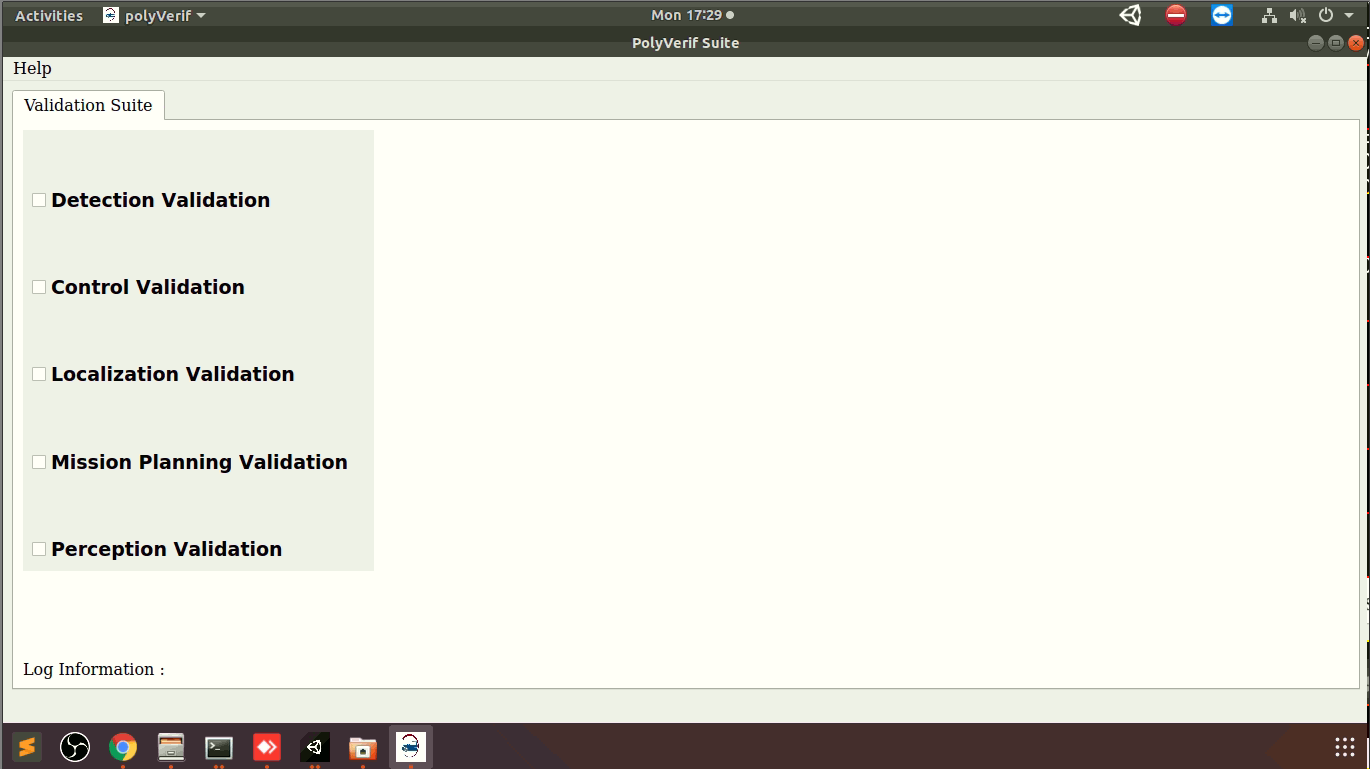 Activities polyVerif Mon 17:29
PolyVerif Suite
Help
Validation Suite
Detection Validation
Control Validation
Localization Validation
Mission Planning Validation
Perception Validation
Log Information :